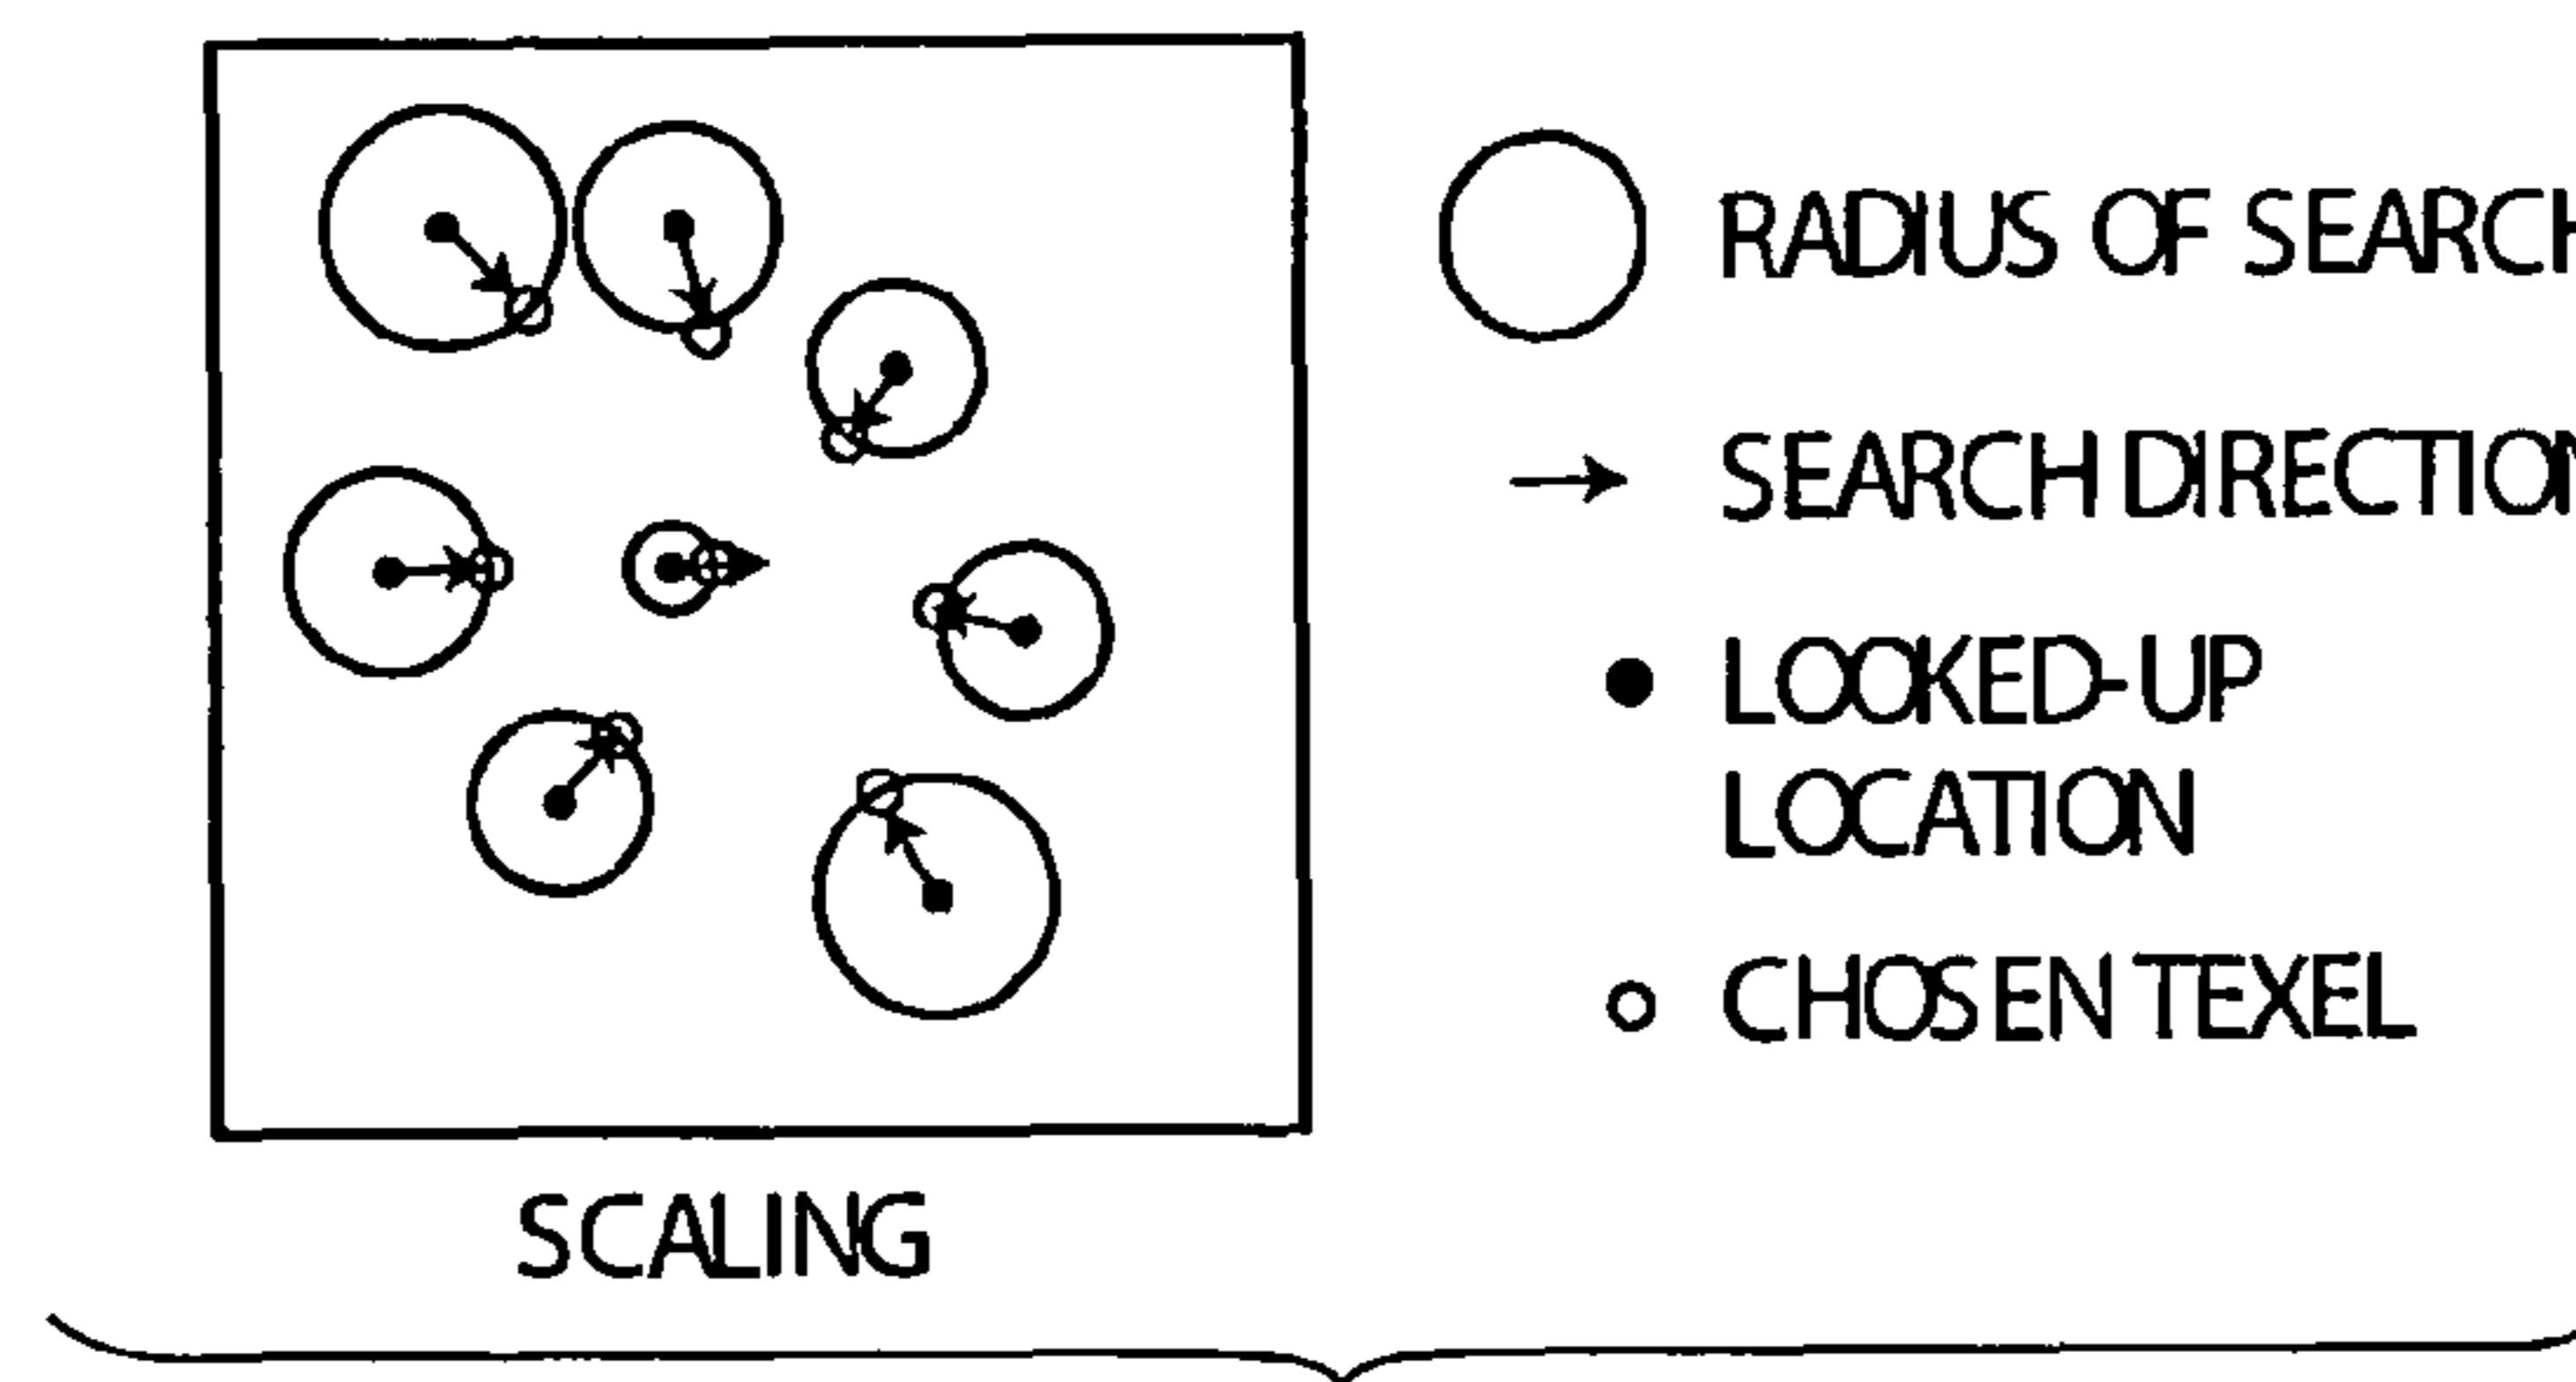 RADIUS OF SEARCH
SEARCH DIRECTION
LOOKED-UP
LOCATION
CHOSEN TEXEL
SCALING